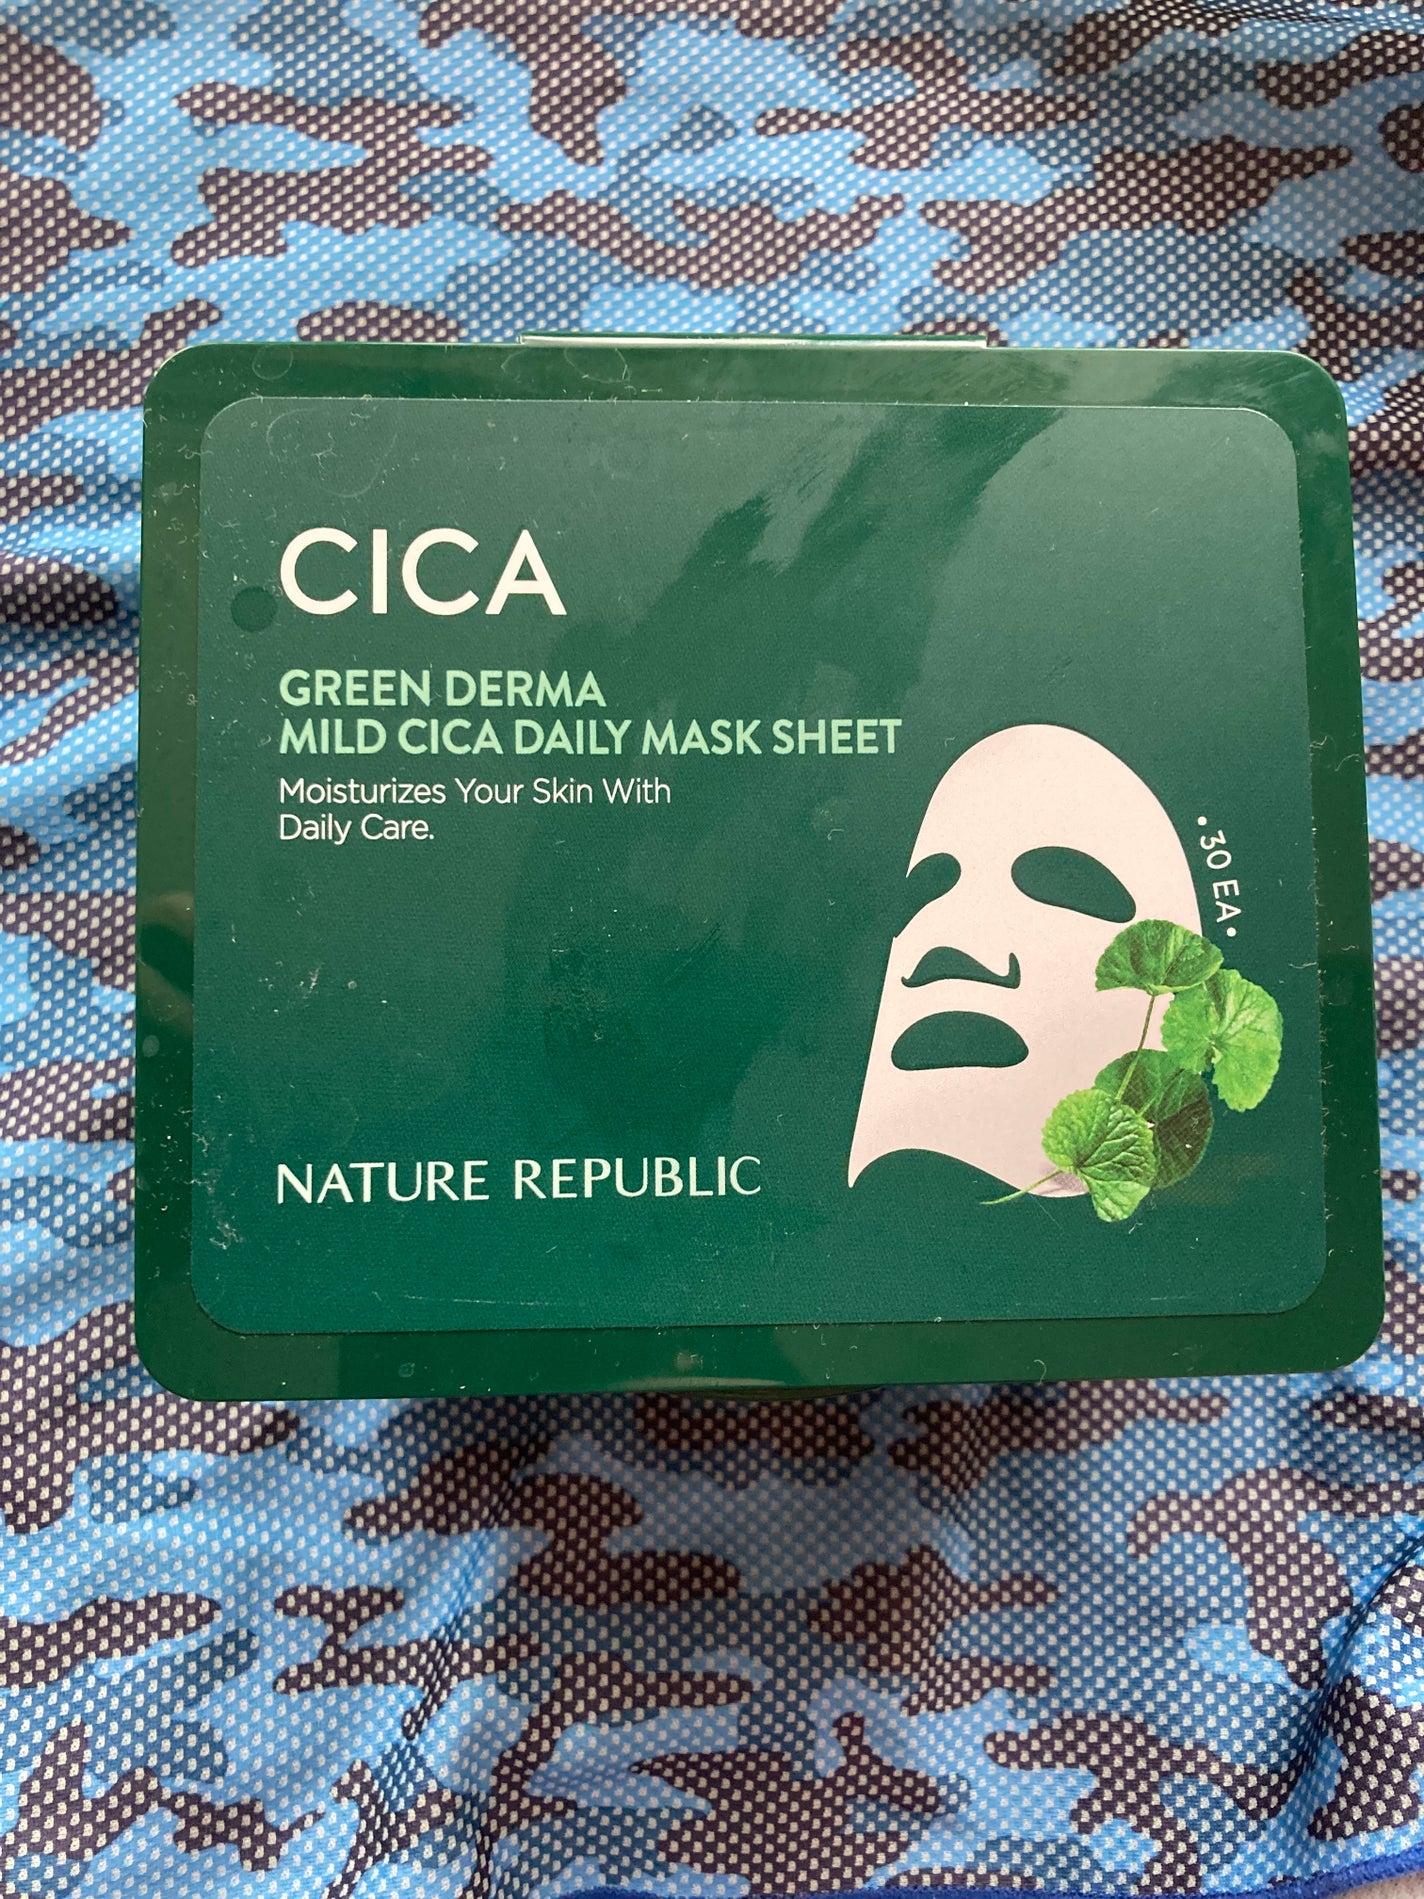 CICA
GREEN DERMA
MILD CICA DAILY MASK SHEET
Moisturizes Your Skin With
Daily Care.
• 30 EA •
NATURE REPUBLIC